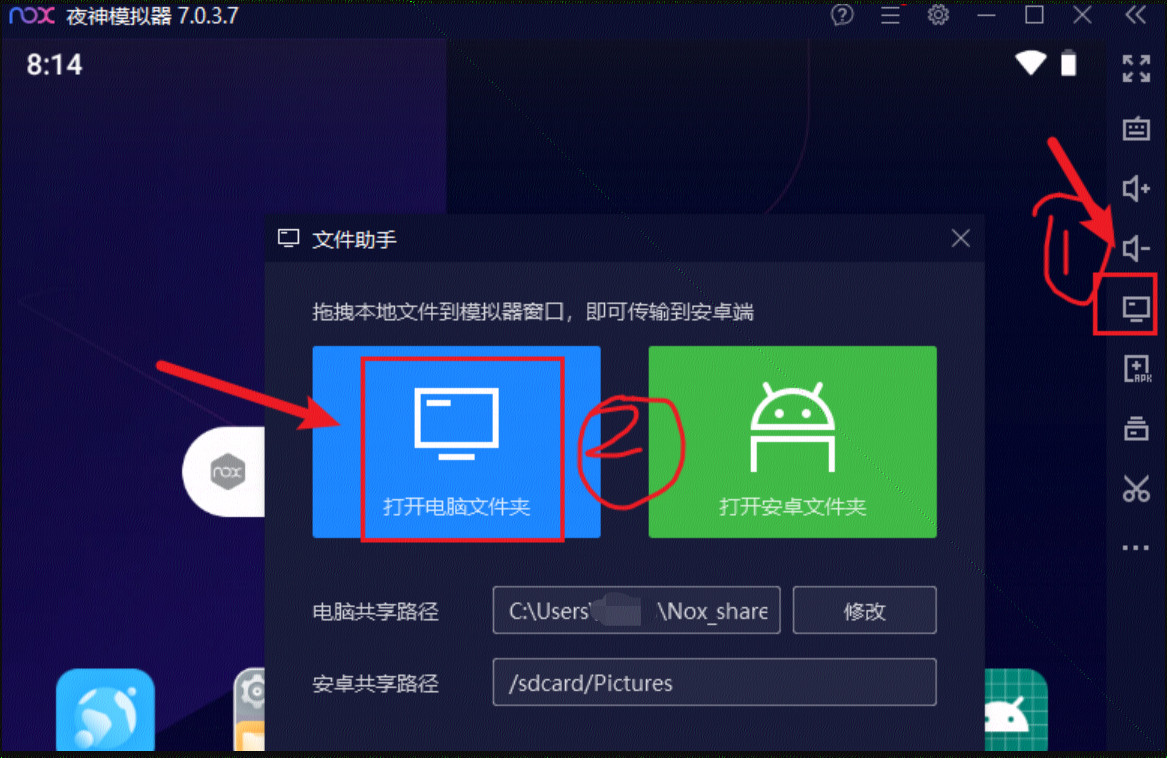 nox 夜神模拟器 7.0.3.7
8:14
文件助手
拖拽本地文件到模拟器窗口，即可传输到安卓端
1
2
nox
打开电脑文件夹
打开安卓文件夹
电脑共享路径
C:\Users\
\Nox_share
修改
安卓共享路径
/sdcard/Pictures
APK